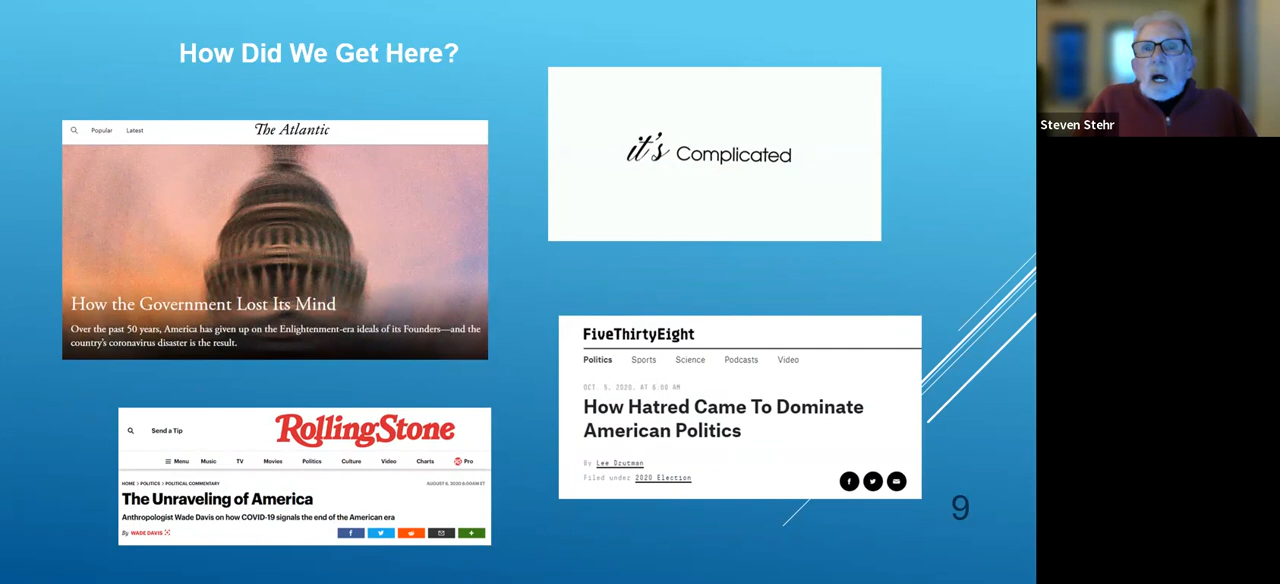 How Did We Get Here?
Popular Latest The Atlantic
How the Government Lost Its Mind
Over the past 50 years, America has given up on the Enlightenment-era ideals of its Founders—and the
country's coronavirus disaster is the result.
it's Complicated
RollingStone
Send a Tip
Menu Music TV Movies Politics Culture Video Charts RS Pro
HOME > POLITICS > POLITICAL COMMENTARY AUGUST 6, 2020 6:00AM ET
The Unraveling of America
Anthropologist Wade Davis on how COVID-19 signals the end of the American era
By WADE DAVIS
FiveThirtyEight
Politics Sports Science Podcasts Video
OCT. 5, 2020, AT 6:00 AM
How Hatred Came To Dominate
American Politics
By Lee Drutman
Filed under 2020 Election
9
Steven Stehr